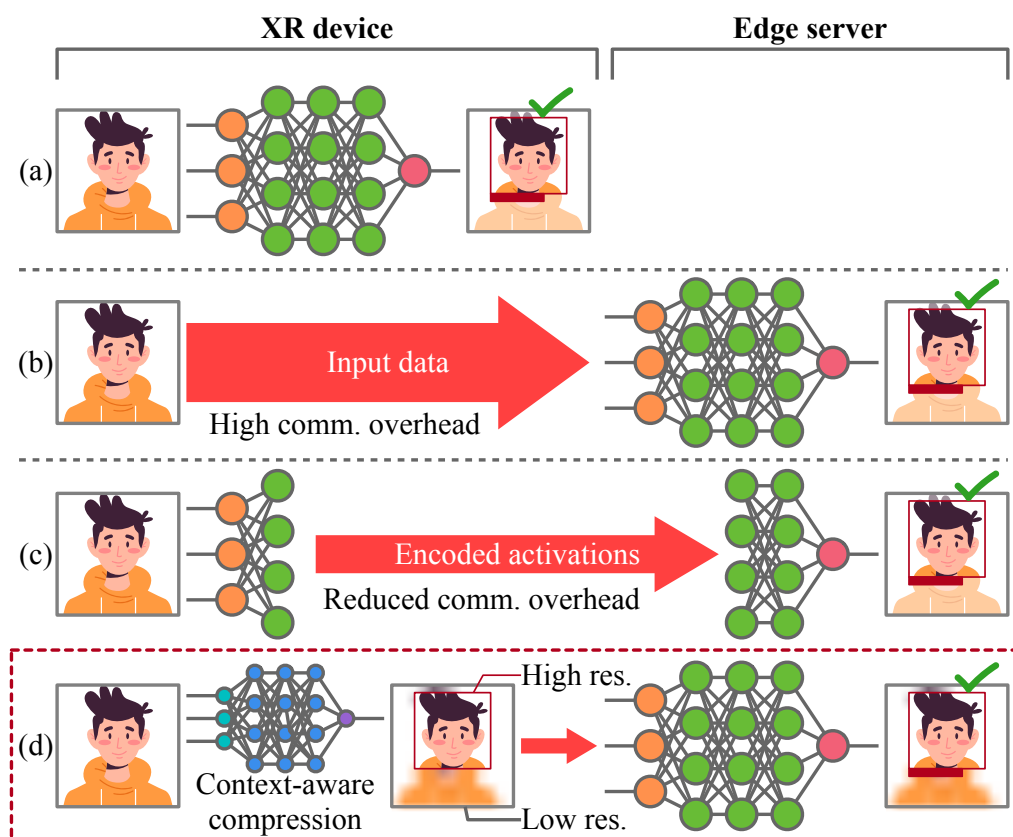 XR device
Edge server
(a)
(b)
Input data
High comm. overhead
(c)
Encoded activations
Reduced comm. overhead
(d)
High res.
Context-aware
compression
Low res.